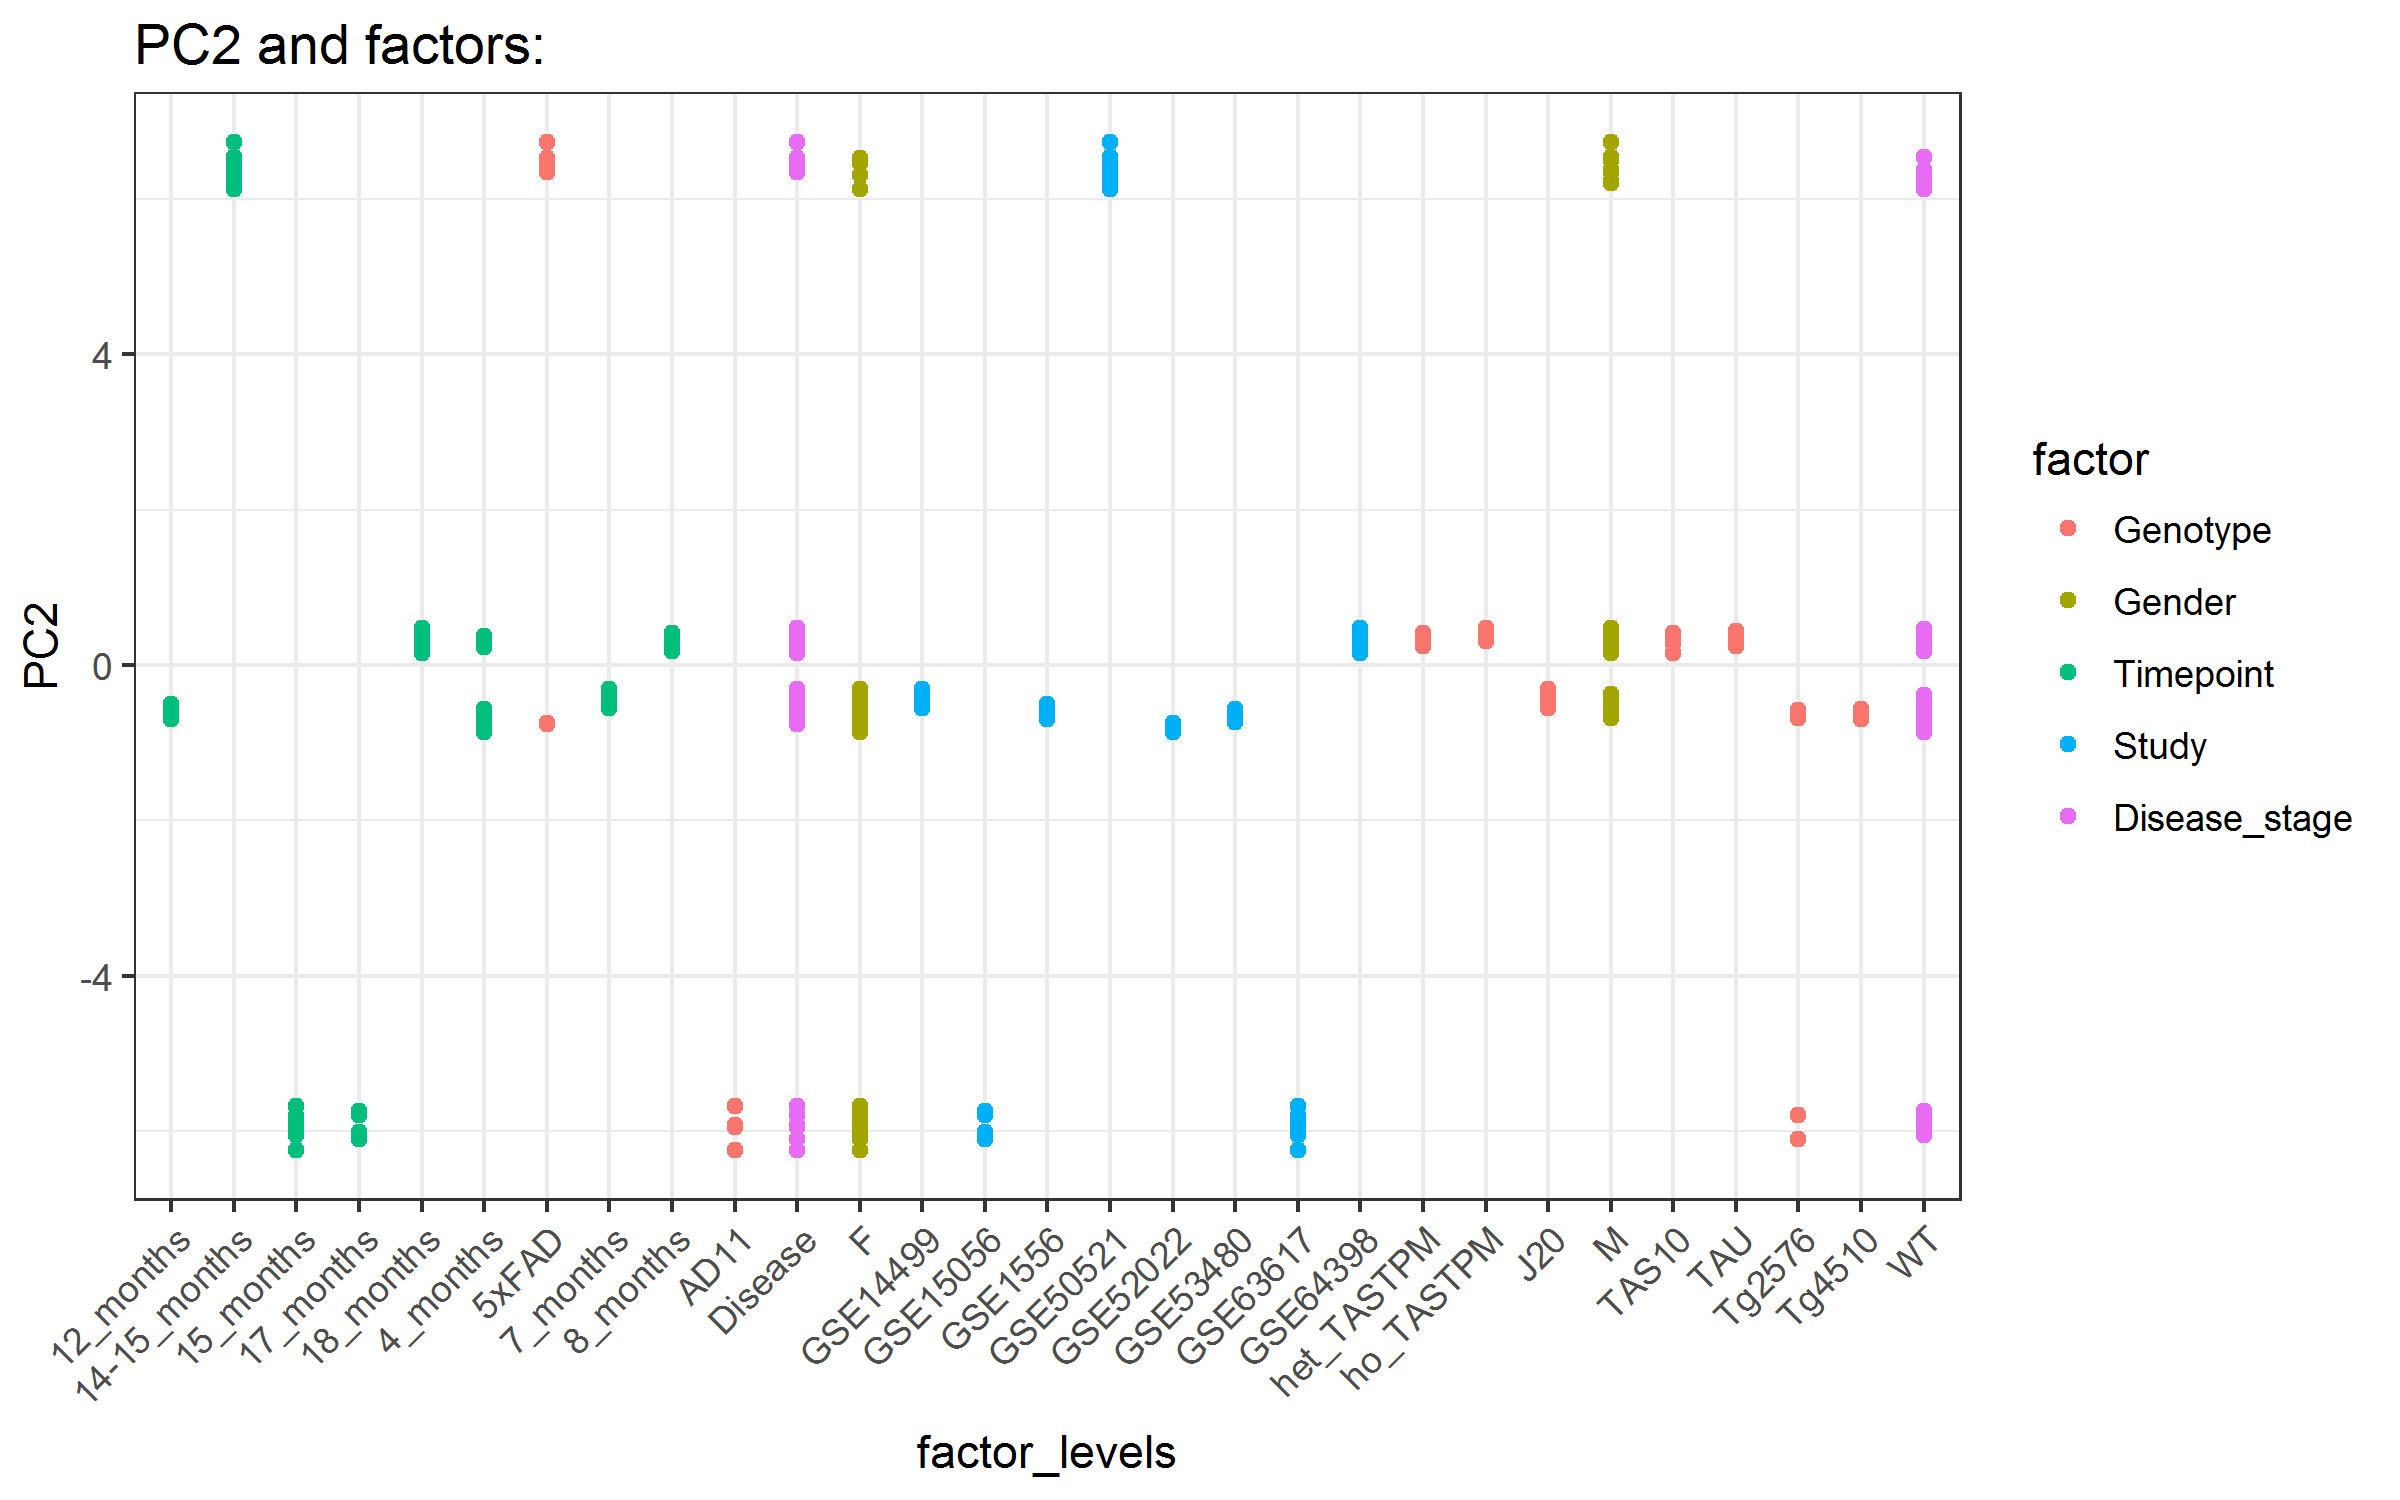 PC2 and factors:
4
0
-4
PC2
12_months
14-15_months
15_months
17_months
18_months
4_months
5xFAD
7_months
8_months
AD11
Disease
F
GSE14499
GSE15056
GSE1556
GSE50521
GSE52022
GSE53480
GSE63617
GSE64398
het_TASTPM
ho_TASTPM
J20
M
TAS10
TAU
Tg2576
Tg4510
WT
factor_levels
factor
Genotype
Gender
Timepoint
Study
Disease_stage